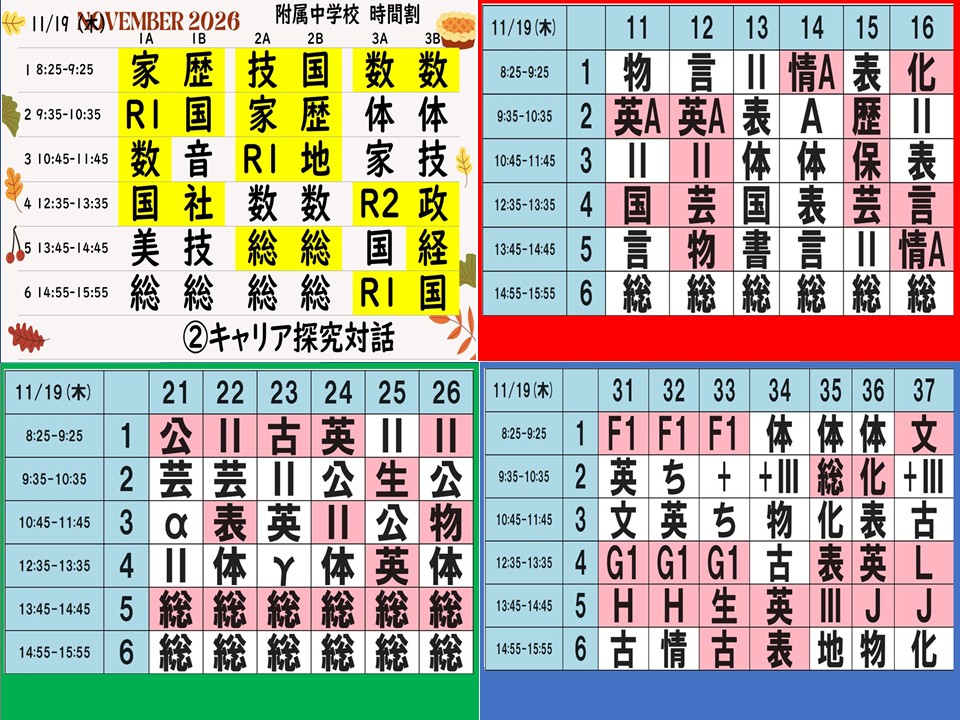 11/19 (木) NOVEMBER 2026 附属中学校 時間割
1A 1B 2A 2B 3A 3B
1 8:25-9:25 家 歴 技 国 数 数
2 9:35-10:35 R1 国 家 歴 体 体
3 10:45-11:45 数 音 R1 地 家 技
4 12:35-13:35 国 社 数 数 R2 政
5 13:45-14:45 美 技 総 総 国 経
6 14:55-15:55 総 総 総 総 R1 国
②キャリア探究対話
11/19(木) 11 12 13 14 15 16
8:25-9:25 1 物 言 II 情A 表 化
9:35-10:35 2 英A 英A 表 A 歴 II
10:45-11:45 3 II II 体 体 保 表
12:35-13:35 4 国 芸 国 表 芸 言
13:45-14:45 5 言 物 書 言 II 情A
14:55-15:55 6 総 総 総 総 総 総
11/19(木) 21 22 23 24 25 26
8:25-9:25 1 公 II 古 英 II II
9:35-10:35 2 芸 芸 II 公 生 公
10:45-11:45 3 α 表 英 II 公 物
12:35-13:35 4 II 体 γ 体 英 体
13:45-14:45 5 総 総 総 総 総 総
14:55-15:55 6 総 総 総 総 総 総
11/19(木) 31 32 33 34 35 36 37
8:25-9:25 1 F1 F1 F1 体 体 体 文
9:35-10:35 2 英 ち + +III 総 化 +III
10:45-11:45 3 文 英 ち 物 化 表 古
12:35-13:35 4 G1 G1 G1 古 表 英 L
13:45-14:45 5 H H 生 英 III J J
14:55-15:55 6 古 情 古 表 地 物 化